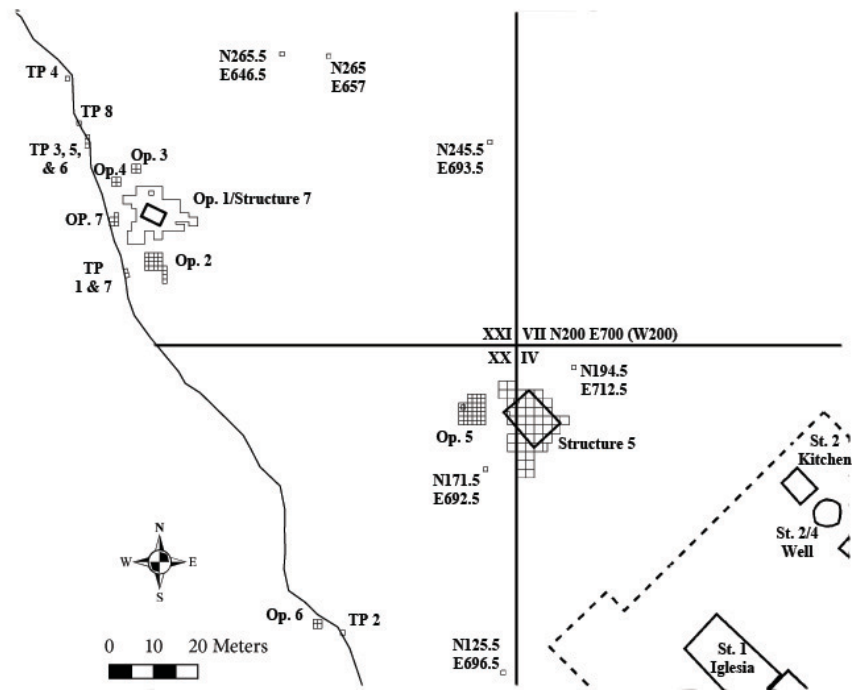 N265.5
E646.5
N265
E657
TP 4
TP 8
TP 3, 5,
& 6
Op. 3
Op.4
Op. 1/Structure 7
OP. 7
Op. 2
TP
1 & 7
N245.5
E693.5
XXI VII N200 E700 (W200)
XX IV
N194.5
E712.5
Op. 5
Structure 5
N171.5
E692.5
St. 2
Kitchen
St. 2/4
Well
N
W E
S
Op. 6
TP 2
0 10 20 Meters
N125.5
E696.5
St. 1
Iglesia